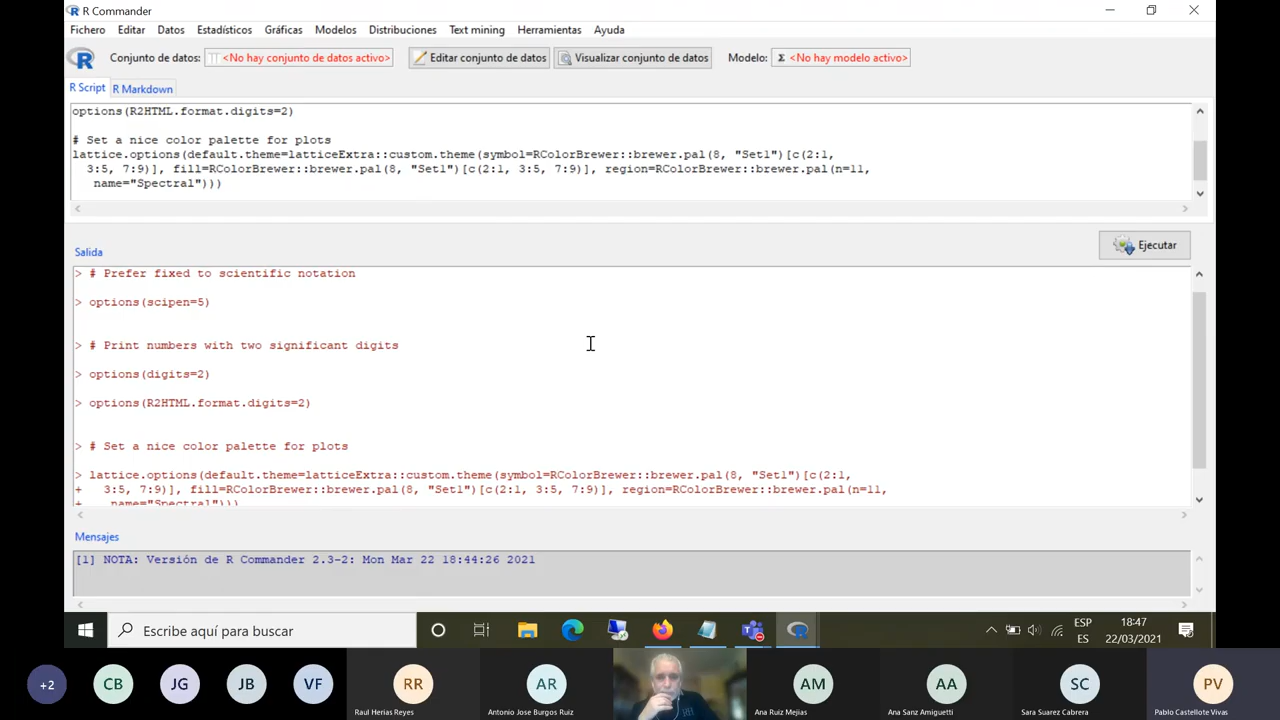 R Commander
Fichero Editar Datos Estadísticos Gráficas Modelos Distribuciones Text mining Herramientas Ayuda
R Conjunto de datos: <No hay conjunto de datos activo> Editar conjunto de datos Visualizar conjunto de datos Modelo: Σ <No hay modelo activo>
R Script R Markdown
options(R2HTML.format.digits=2)
# Set a nice color palette for plots
lattice.options(default.theme=latticeExtra::custom.theme(symbol=RColorBrewer::brewer.pal(8, "Set1")[c(2:1,
3:5, 7:9)], fill=RColorBrewer::brewer.pal(8, "Set1")[c(2:1, 3:5, 7:9)], region=RColorBrewer::brewer.pal(n=11,
name="Spectral")))
Salida
Ejecutar
> # Prefer fixed to scientific notation
> options(scipen=5)
> # Print numbers with two significant digits
> options(digits=2)
> options(R2HTML.format.digits=2)
> # Set a nice color palette for plots
> lattice.options(default.theme=latticeExtra::custom.theme(symbol=RColorBrewer::brewer.pal(8, "Set1")[c(2:1,
+ 3:5, 7:9)], fill=RColorBrewer::brewer.pal(8, "Set1")[c(2:1, 3:5, 7:9)], region=RColorBrewer::brewer.pal(n=11,
+ name="Spectral")))
Mensajes
[1] NOTA: Versión de R Commander 2.3-2: Mon Mar 22 18:44:26 2021
Escribe aquí para buscar
ESP
ES
18:47
22/03/2021
+2 CB JG JB VF RR AR AM AA SC PV
Raul Herias Reyes Antonio Jose Burgos Ruiz Ana Ruiz Mejias Ana Sanz Amiguetti Sara Suarez Cabrera Pablo Castellote Vivas